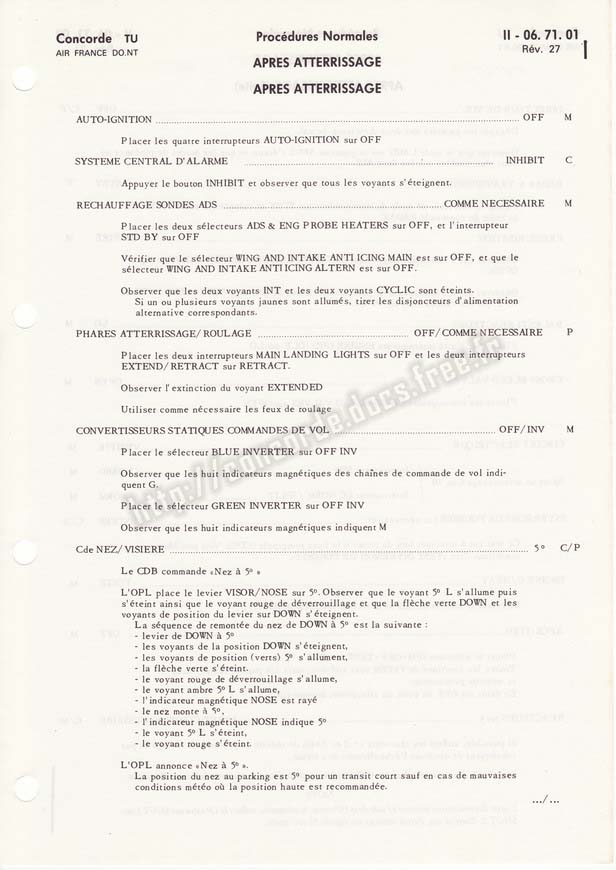 Concorde TU
AIR FRANCE DO.NT
Procédures Normales
APRES ATTERRISSAGE
APRES ATTERRISSAGE
II - 06. 71. 01
Rév. 27
AUTO-IGNITION ... OFF M
Placer les quatre interrupteurs AUTO-IGNITION sur OFF
SYSTEME CENTRAL D'ALARME ... INHIBIT C
Appuyer le bouton INHIBIT et observer que tous les voyants s'éteignent.
RECHAUFFAGE SONDES ADS ... COMME NECESSAIRE M
Placer les deux sélecteurs ADS & ENG PROBE HEATERS sur OFF, et l'interrupteur
STD BY sur OFF
Vérifier que le sélecteur WING AND INTAKE ANTI ICING MAIN est sur OFF, et que le
sélecteur WING AND INTAKE ANTI ICING ALTERN est sur OFF.
Observer que les deux voyants INT et les deux voyants CYCLIC sont éteints.
Si un ou plusieurs voyants jaunes sont allumés, tirer les disjoncteurs d'alimentation
alternative correspondants.
PHARES ATTERRISSAGE/ROULAGE ... OFF/COMME NECESSAIRE P
Placer les deux interrupteurs MAIN LANDING LIGHTS sur OFF et les deux interrupteurs
EXTEND/RETRACT sur RETRACT.
Observer l'extinction du voyant EXTENDED
Utiliser comme nécessaire les feux de roulage
CONVERTISSEURS STATIQUES COMMANDES DE VOL ... OFF/INV M
Placer le sélecteur BLUE INVERTER sur OFF INV
Observer que les huit indicateurs magnétiques des chaînes de commande de vol indi-
quent G.
Placer le sélecteur GREEN INVERTER sur OFF INV
Observer que les huit indicateurs magnétiques indiquent M
Cde NEZ/VISIERE ... 5° C/P
Le CDB commande «Nez à 5° »
L'OPL place le levier VISOR/NOSE sur 5°. Observer que le voyant 5° L s'allume puis
s'éteint ainsi que le voyant rouge de déverrouillage et que la flèche verte DOWN et les
voyants de position du levier sur DOWN s'éteignent.
La séquence de remontée du nez de DOWN à 5° est la suivante :
- levier de DOWN à 5°
- les voyants de la position DOWN s'éteignent,
- les voyants de position (verts) 5° s'allument,
- la flèche verte s'éteint.
- le voyant rouge de déverrouillage s'allume,
- le voyant ambre 5° L s'allume,
- l'indicateur magnétique NOSE est rayé
- le nez monte à 5°,
- l'indicateur magnétique NOSE indique 5°
- le voyant 5° L s'éteint,
- le voyant rouge s'éteint.
L'OPL annonce «Nez à 5° ».
La position du nez au parking est 5° pour un transit court sauf en cas de mauvaises
conditions météo où la position haute est recommandée.
.../...
http://concorde.docs.free.fr